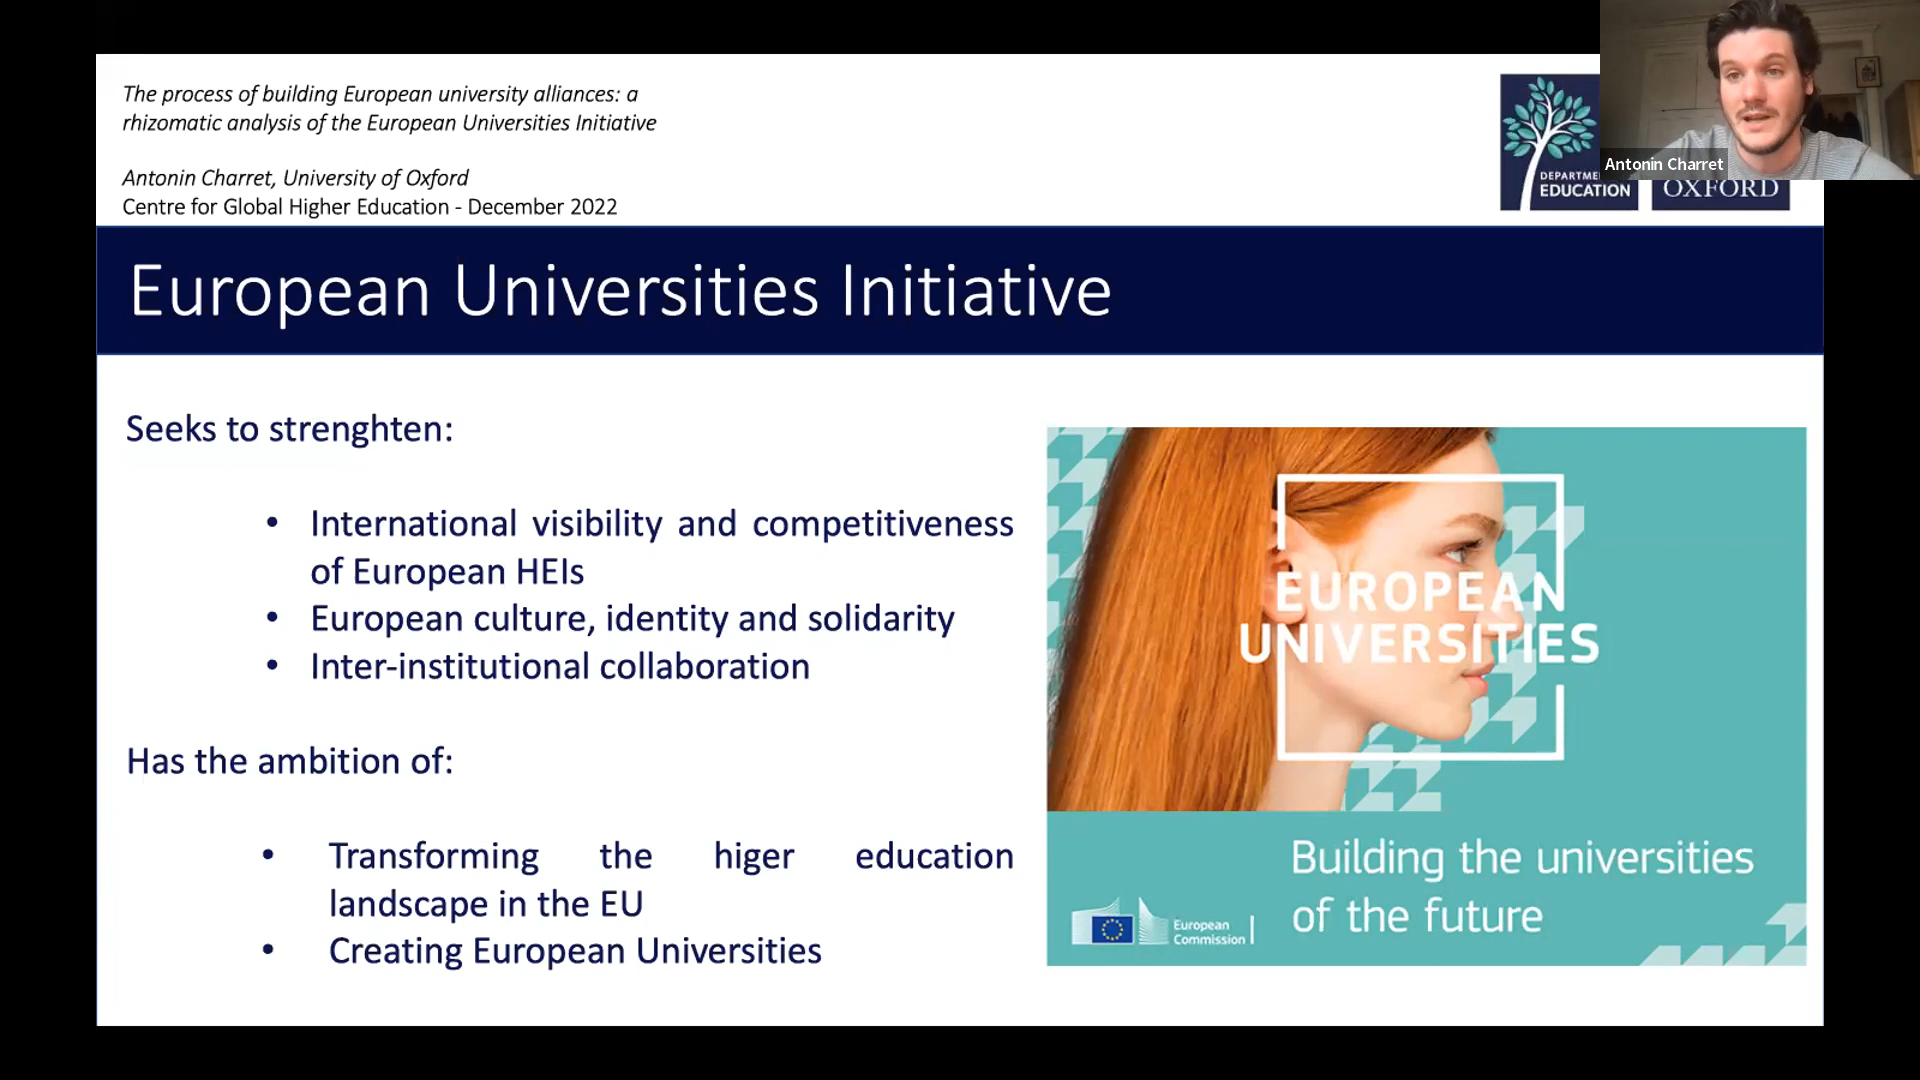 The process of building European university alliances: a
rhizomatic analysis of the European Universities Initiative
Antonin Charret, University of Oxford
Centre for Global Higher Education - December 2022
EDUCATION
OXFORD
Antonin Charret
European Universities Initiative
Seeks to strenghten:
• International visibility and competitiveness
of European HEIs
• European culture, identity and solidarity
• Inter-institutional collaboration
Has the ambition of:
• Transforming the higer education
landscape in the EU
• Creating European Universities
EUROPEAN
UNIVERSITIES
Building the universities
of the future
European
Commission